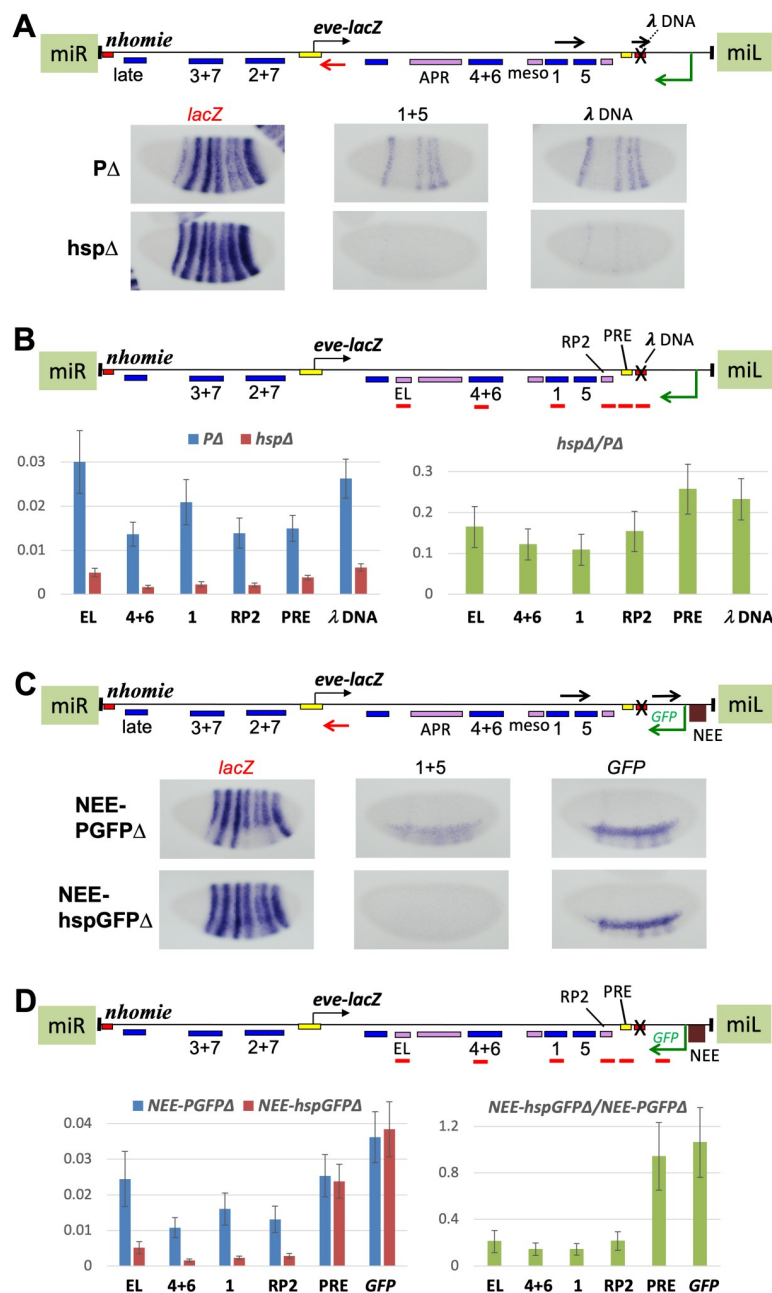 A
miR nhomie eve-lacZ λ DNA miL
late 3+7 2+7 APR 4+6 meso 1 5
lacZ 1+5 λ DNA
PΔ
hspΔ
B
miR nhomie eve-lacZ RP2 PRE λ DNA miL
3+7 2+7 EL 4+6 1 5
PΔ hspΔ
0.03
0.02
0.01
0
EL 4+6 1 RP2 PRE λ DNA
hspΔ/PΔ
0.3
0.2
0.1
0
EL 4+6 1 RP2 PRE λ DNA
C
miR nhomie eve-lacZ GFP miL
late 3+7 2+7 APR 4+6 meso 1 5 NEE
lacZ 1+5 GFP
NEE-
PGFPΔ
NEE-
hspGFPΔ
D
miR nhomie eve-lacZ RP2 PRE GFP miL
3+7 2+7 EL 4+6 1 5 NEE
NEE-PGFPΔ NEE-hspGFPΔ
0.04
0.03
0.02
0.01
0
EL 4+6 1 RP2 PRE GFP
NEE-hspGFPΔ/NEE-PGFPΔ
1.2
0.8
0.4
0
EL 4+6 1 RP2 PRE GFP